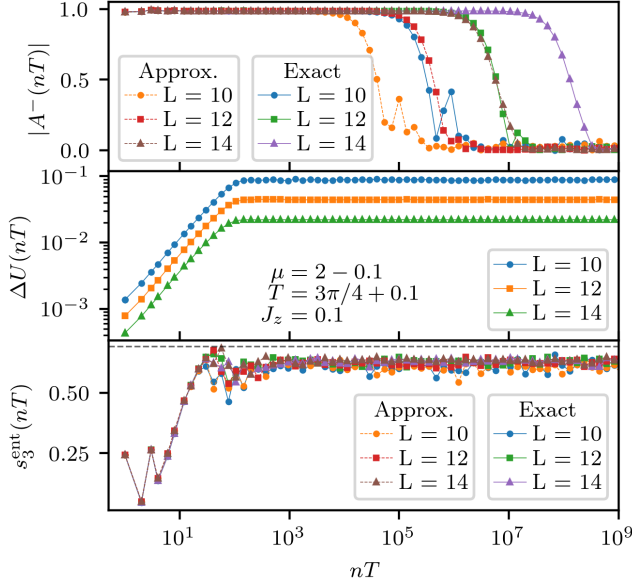 |A⁻(nT)|
1.0
0.5
0.0
Approx.
L = 10
L = 12
L = 14
Exact
L = 10
L = 12
L = 14
ΔU(nT)
10⁻¹
10⁻²
10⁻³
μ = 2 − 0.1
T = 3π/4 + 0.1
J_z = 0.1
L = 10
L = 12
L = 14
s₃ᵉⁿᵗ(nT)
0.50
0.25
Approx.
L = 10
L = 12
L = 14
Exact
L = 10
L = 12
L = 14
10¹ 10³ 10⁵ 10⁷ 10⁹
nT